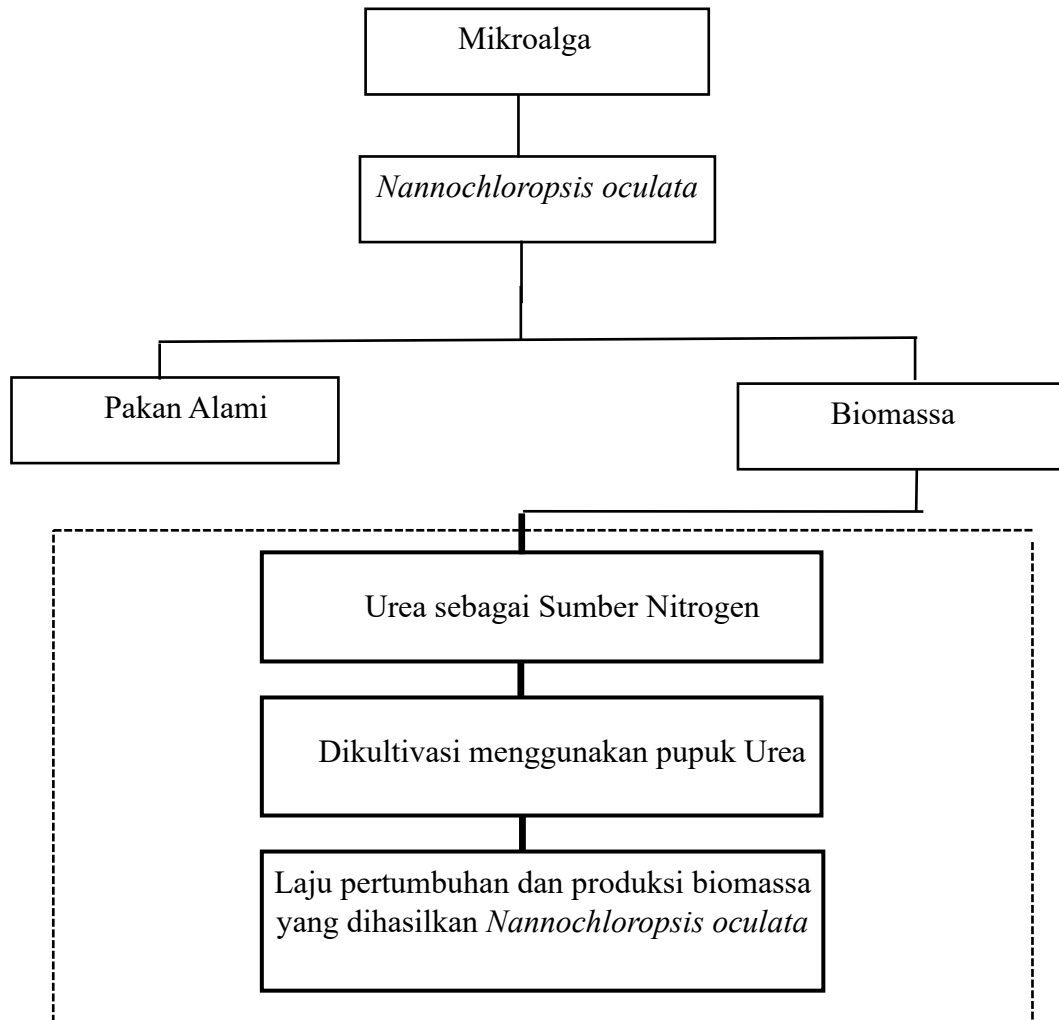 Mikroalga
Nannochloropsis oculata
Pakan Alami
Biomassa
Urea sebagai Sumber Nitrogen
Dikultivasi menggunakan pupuk Urea
Laju pertumbuhan dan produksi biomassa
yang dihasilkan Nannochloropsis oculata